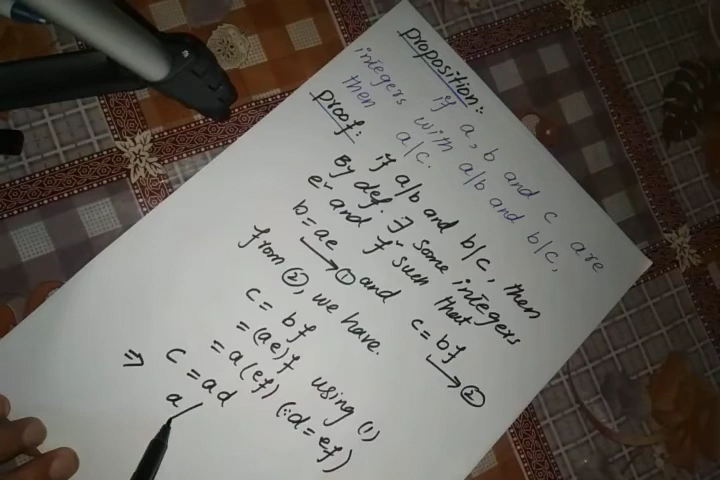 Proposition:
if a, b and c are
integers with a/b and b/c,
then a/c.
Proof:
if a/b and b/c, then
By def. ∃ some integers
"e" and "f" such that
b = ae → ① and c = bf → ②
from ②, we have.
c = bf
= (ae)f using (1)
= a(ef) (∵ d = ef)
⇒ c = ad
a/